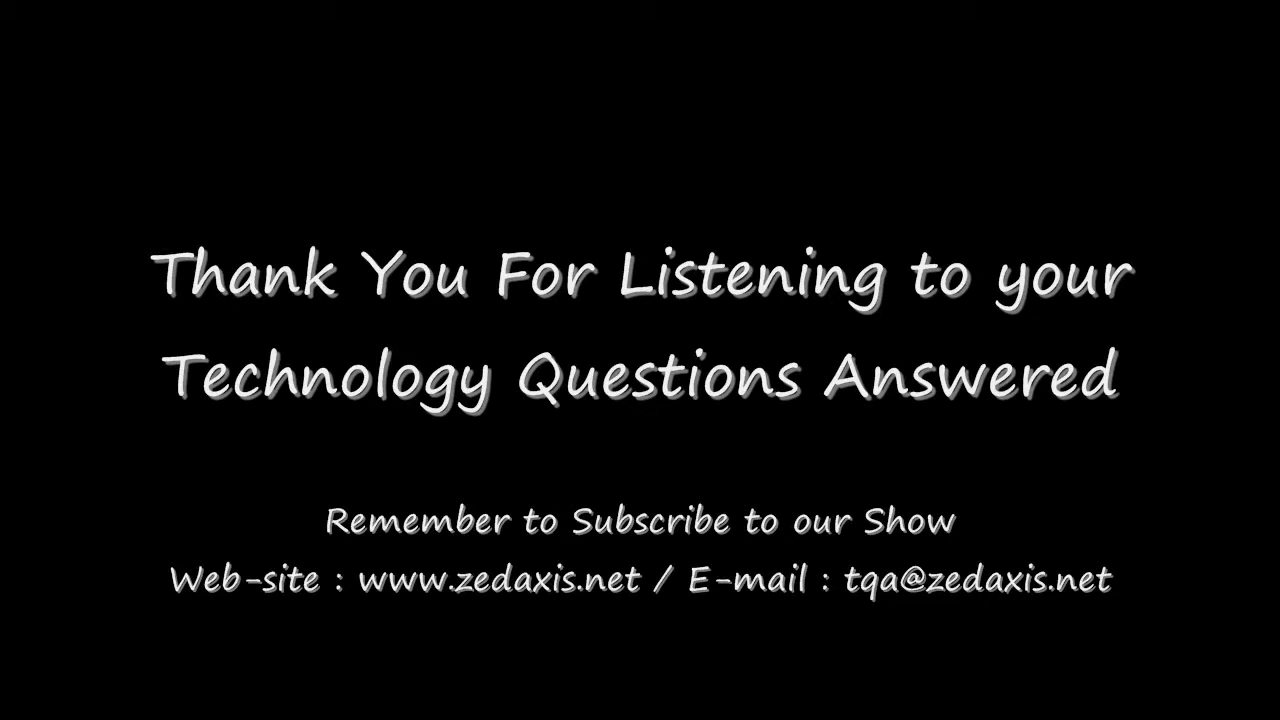 Thank You For Listening to your
Technology Questions Answered
Remember to Subscribe to our Show
Web-site : www.zedaxis.net / E-mail : tqa@zedaxis.net